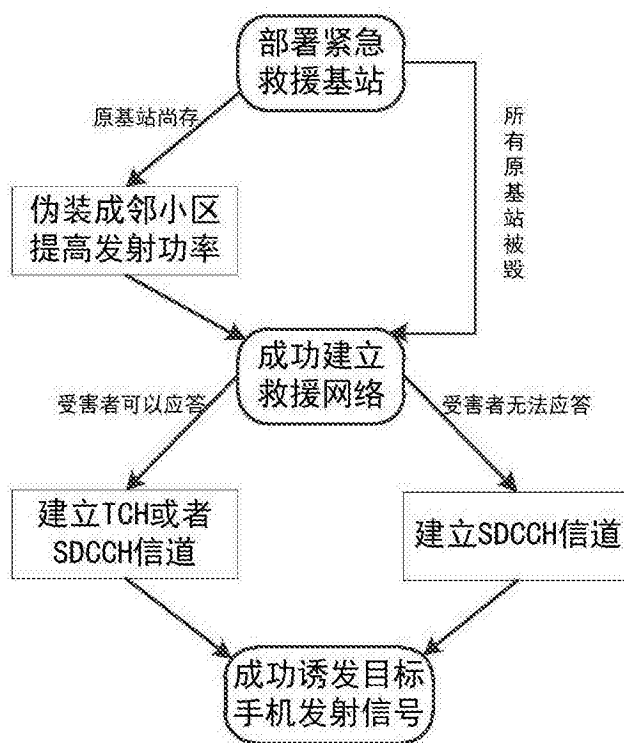 部署紧急
救援基站
原基站尚存
所有原基站被毁
伪装成邻小区
提高发射功率
成功建立
救援网络
受害者可以应答
受害者无法应答
建立TCH或者
SDCCH信道
建立SDCCH信道
成功诱发目标
手机发射信号